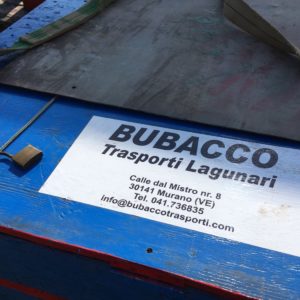 BUBACCO
Trasporti Lagunari
Calle dal Mistro nr. 8
30141 Murano (VE)
Tel. 041.736835
info@bubaccotrasporti.com